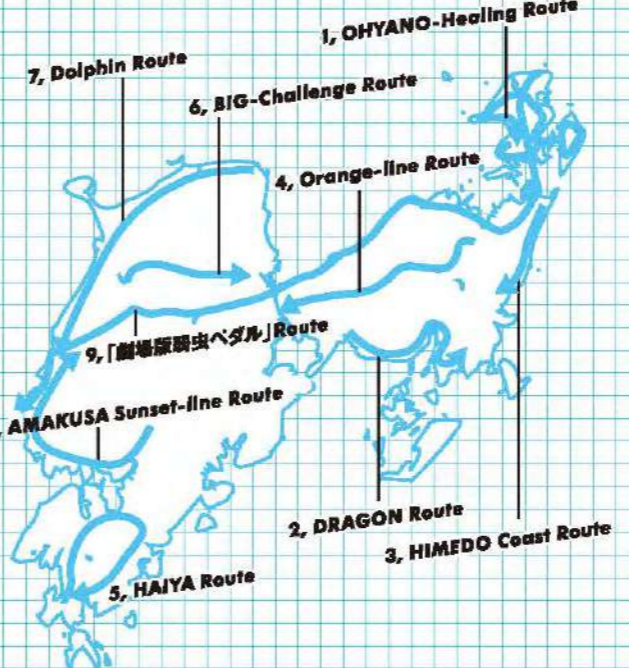 1, OHYANO-Healing Route
7, Dolphin Route
6, BIG-Challenge Route
4, Orange-line Route
9,「劇場版弱虫ペダル」Route
, AMAKUSA Sunset-line Route
2, DRAGON Route
3, HIMEDO Coast Route
5, HAIYA Route